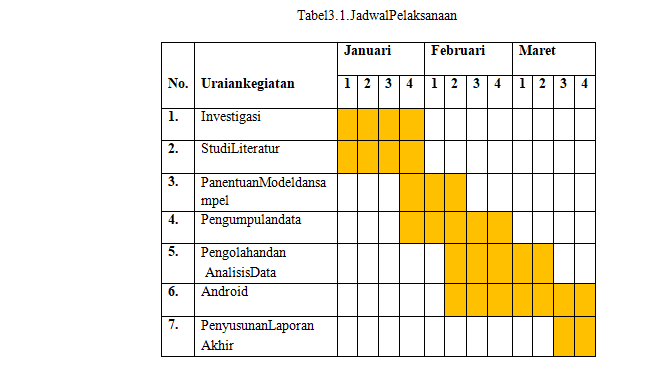 Tabel3.1.JadwalPelaksanaan
No. Uraiankegiatan Januari Februari Maret
1 2 3 4 1 2 3 4 1 2 3 4
1. Investigasi
2. StudiLiteratur
3. PanentuanModeldansa
mpel
4. Pengumpulandata
5. Pengolahandan
AnalisisData
6. Android
7. PenyusunanLaporan
Akhir